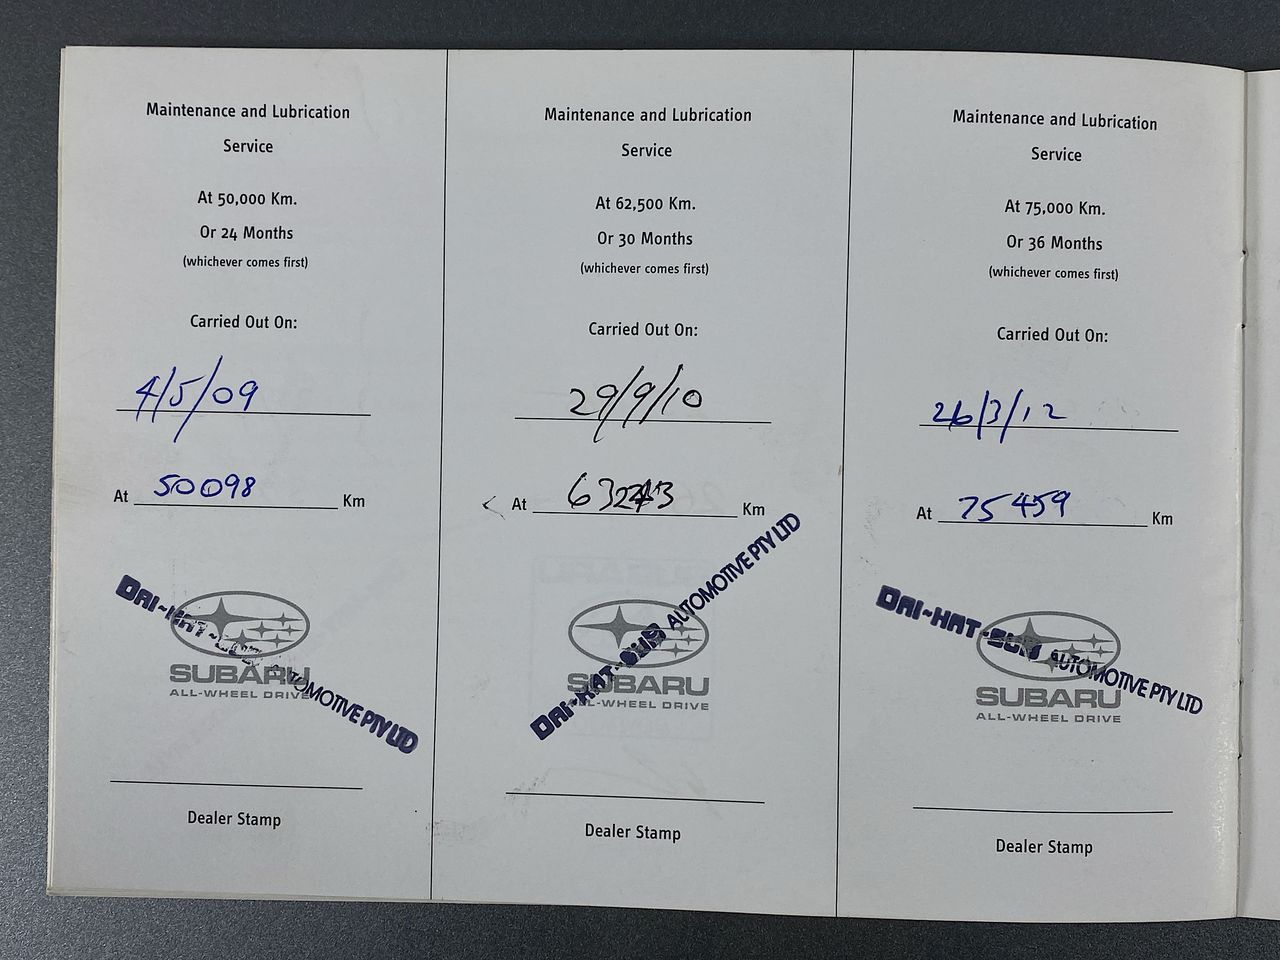 Maintenance and Lubrication
Service
At 50,000 Km.
Or 24 Months
(whichever comes first)
Carried Out On:
4/5/09
At 50098 Km
DAI-HAT-SUB AUTOMOTIVE PTY LTD
SUBARU
ALL-WHEEL DRIVE
Dealer Stamp
Maintenance and Lubrication
Service
At 62,500 Km.
Or 30 Months
(whichever comes first)
Carried Out On:
29/9/10
At Km
DAI-HAT-SUB AUTOMOTIVE PTY LTD
SUBARU
ALL-WHEEL DRIVE
Dealer Stamp
Maintenance and Lubrication
Service
At 75,000 Km.
Or 36 Months
(whichever comes first)
Carried Out On:
26/3/12
At 75459 Km
DAI-HAT-SUB AUTOMOTIVE PTY LTD
SUBARU
ALL-WHEEL DRIVE
Dealer Stamp